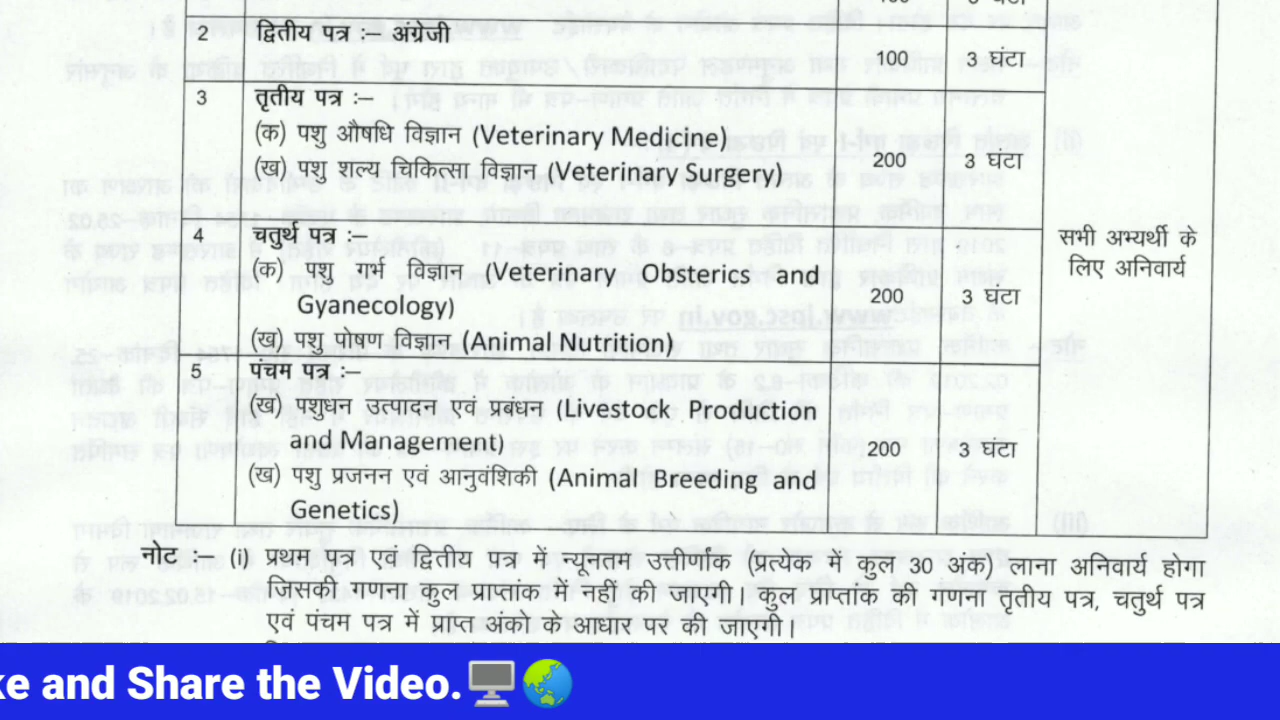 2 द्वितीय पत्र :– अंग्रेजी
100 3 घंटा
3 तृतीय पत्र :–
(क) पशु औषधि विज्ञान (Veterinary Medicine)
(ख) पशु शल्य चिकित्सा विज्ञान (Veterinary Surgery)
200 3 घंटा
4 चतुर्थ पत्र :–
(क) पशु गर्भ विज्ञान (Veterinary Obsterics and
Gyanecology)
(ख) पशु पोषण विज्ञान (Animal Nutrition)
200 3 घंटा
सभी अभ्यर्थी के
लिए अनिवार्य
5 पंचम पत्र :–
(ख) पशुधन उत्पादन एवं प्रबंधन (Livestock Production
and Management)
(ख) पशु प्रजनन एवं आनुवंशिकी (Animal Breeding and
Genetics)
200 3 घंटा
नोट :– (i) प्रथम पत्र एवं द्वितीय पत्र में न्यूनतम उत्तीर्णांक (प्रत्येक में कुल 30 अंक) लाना अनिवार्य होगा
जिसकी गणना कुल प्राप्तांक में नहीं की जाएगी। कुल प्राप्तांक की गणना तृतीय पत्र, चतुर्थ पत्र
एवं पंचम पत्र में प्राप्त अंको के आधार पर की जाएगी।
ke and Share the Video.